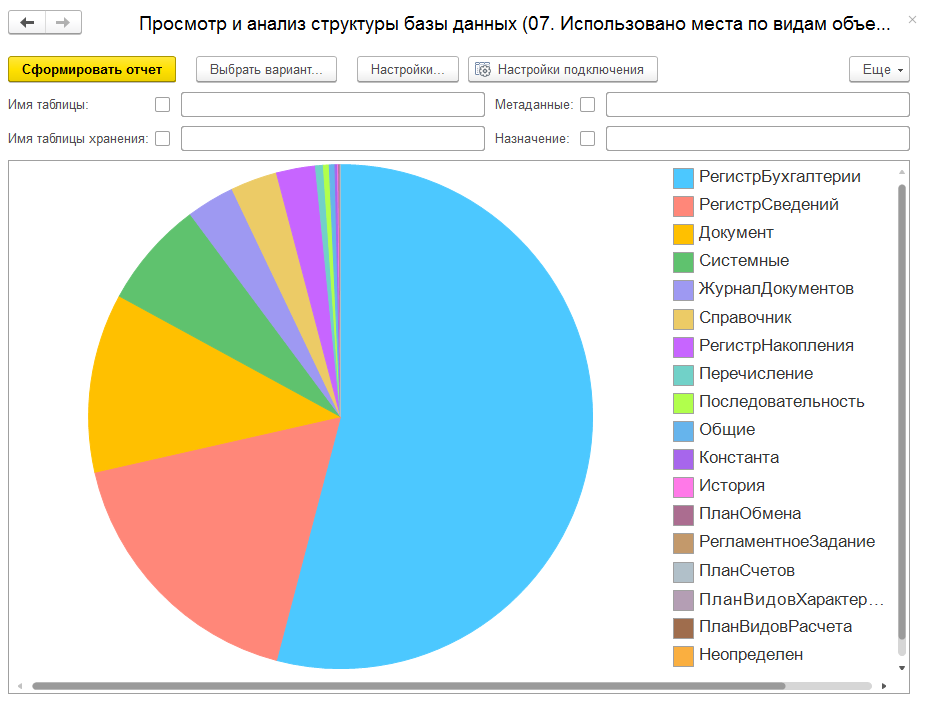 Просмотр и анализ структуры базы данных (07. Использовано места по видам объе...
Сформировать отчет Выбрать вариант... Настройки... Настройки подключения Еще
Имя таблицы: Метаданные:
Имя таблицы хранения: Назначение:
РегистрБухгалтерии
РегистрСведений
Документ
Системные
ЖурналДокументов
Справочник
РегистрНакопления
Перечисление
Последовательность
Общие
Константа
История
ПланОбмена
РегламентноеЗадание
ПланСчетов
ПланВидовХарактер...
ПланВидовРасчета
Неопределен